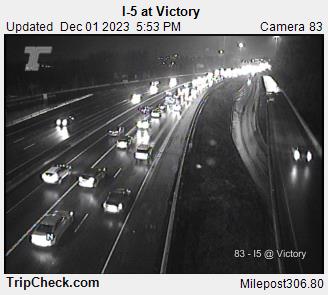 I-5 at Victory
Updated Dec 01 2023 5:53 PM Camera 83
T
83 - I5 @ Victory
TripCheck.com Milepost306.80